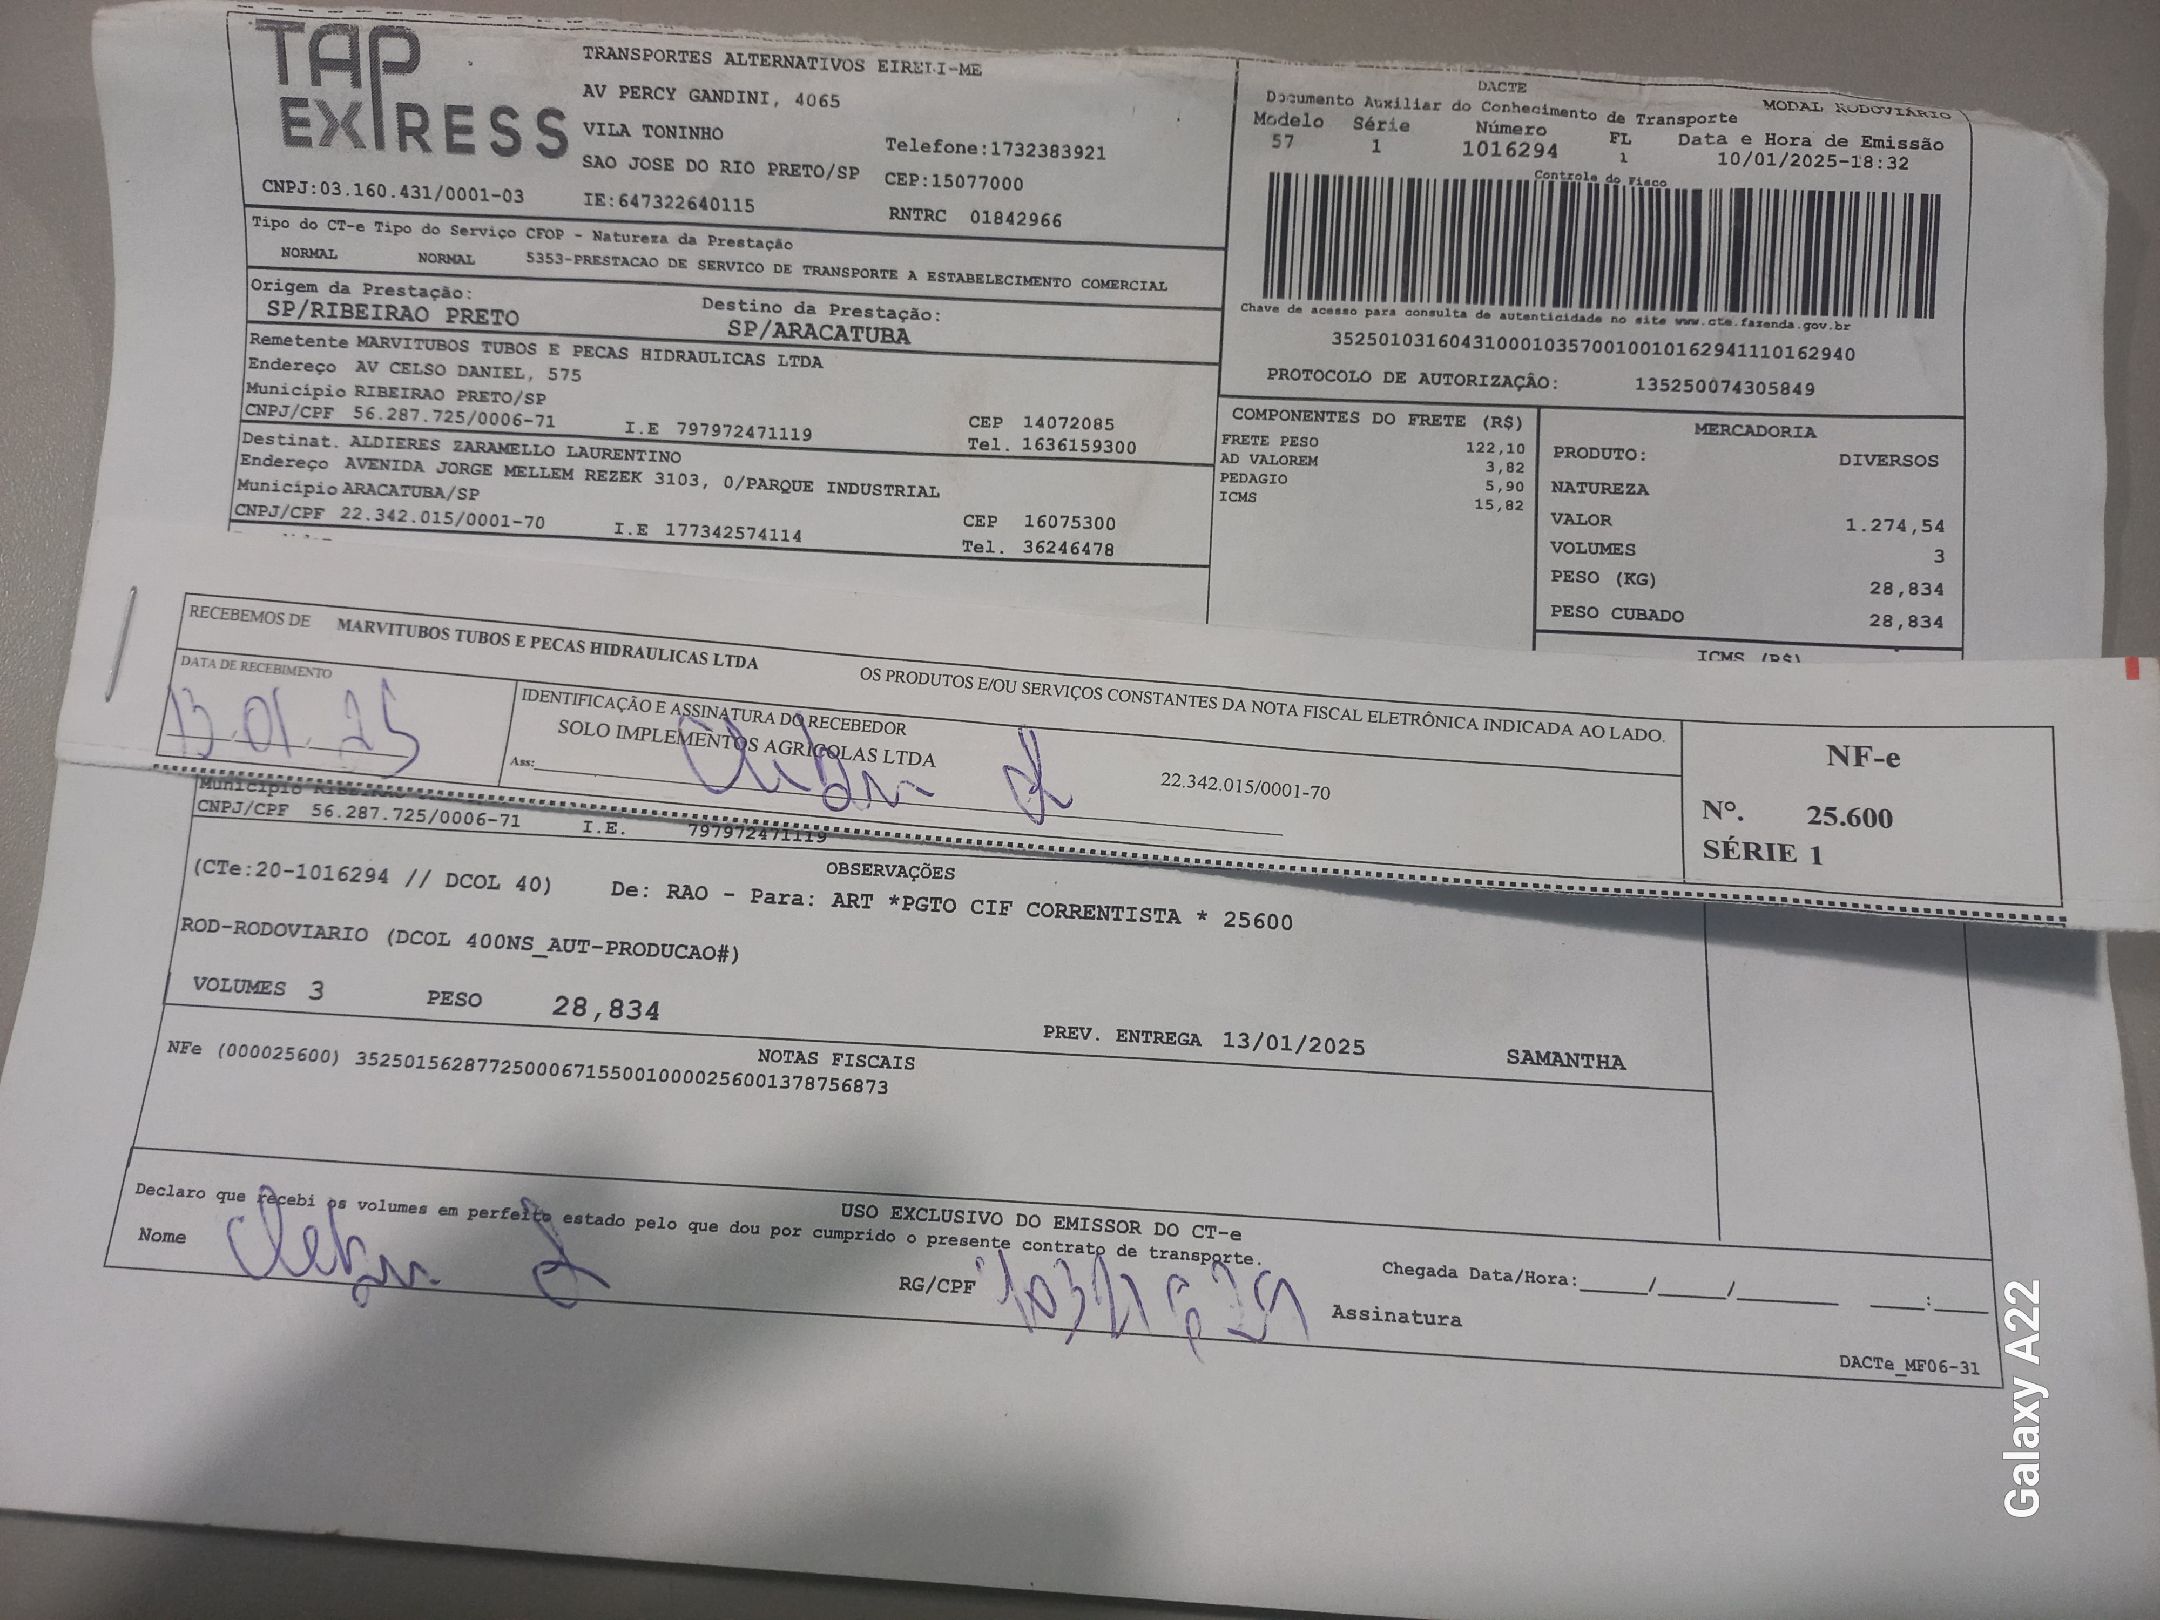 TAP EXPRESS
TRANSPORTES ALTERNATIVOS EIRELI-ME
AV PERCY GANDINI, 4065
VILA TONINHO
Telefone:1732383921
SAO JOSE DO RIO PRETO/SP CEP:15077000
CNPJ:03.160.431/0001-03 IE:647322640115 RNTRC 01842966
DACTE
MODAL RODOVIÁRIO
Documento Auxiliar do Conhecimento de Transporte
Modelo Série Número FL Data e Hora de Emissão
57 1 1016294 1 10/01/2025-18:32
Controle do Fisco
Chave de acesso para consulta de autenticidade no site www.cte.fazenda.gov.br
35250103160431000103570010010162941110162940
PROTOCOLO DE AUTORIZAÇÃO: 135250074305849
Tipo do CT-e Tipo do Serviço CFOP - Natureza da Prestação
NORMAL NORMAL 5353-PRESTACAO DE SERVICO DE TRANSPORTE A ESTABELECIMENTO COMERCIAL
Origem da Prestação: Destino da Prestação:
SP/RIBEIRAO PRETO SP/ARACATUBA
Remetente MARVITUBOS TUBOS E PECAS HIDRAULICAS LTDA
Endereço AV CELSO DANIEL, 575
Município RIBEIRAO PRETO/SP CEP 14072085
CNPJ/CPF 56.287.725/0006-71 I.E 797972471119 Tel. 1636159300
Destinat. ALDIERES ZARAMELLO LAURENTINO
Endereço AVENIDA JORGE MELLEM REZEK 3103, 0/PARQUE INDUSTRIAL
Município ARACATUBA/SP CEP 16075300
CNPJ/CPF 22.342.015/0001-70 I.E 177342574114 Tel. 36246478
COMPONENTES DO FRETE (R$)
FRETE PESO 122,10
AD VALOREM 3,82
PEDAGIO 5,90
ICMS 15,82
MERCADORIA
PRODUTO: DIVERSOS
NATUREZA
VALOR 1.274,54
VOLUMES 3
PESO (KG) 28,834
PESO CUBADO 28,834
ICMS (R$)
RECEBEMOS DE MARVITUBOS TUBOS E PECAS HIDRAULICAS LTDA OS PRODUTOS E/OU SERVIÇOS CONSTANTES DA NOTA FISCAL ELETRÔNICA INDICADA AO LADO.
DATA DE RECEBIMENTO IDENTIFICAÇÃO E ASSINATURA DO RECEBEDOR
13.01.25
SOLO IMPLEMENTOS AGRICOLAS LTDA 22.342.015/0001-70
Ass:
NF-e
Nº. 25.600
SÉRIE 1
Município
CNPJ/CPF 56.287.725/0006-71 I.E. 797972471119
OBSERVAÇÕES
(CTe:20-1016294 // DCOL 40) De: RAO - Para: ART *PGTO CIF CORRENTISTA * 25600
ROD-RODOVIARIO (DCOL 400NS_AUT-PRODUCAO#)
VOLUMES 3 PESO 28,834 PREV. ENTREGA 13/01/2025 SAMANTHA
NOTAS FISCAIS
NFe (000025600) 35250156287725000671550010000256001378756873
USO EXCLUSIVO DO EMISSOR DO CT-e
Declaro que recebi os volumes em perfeito estado pelo que dou por cumprido o presente contrato de transporte.
Nome RG/CPF Assinatura
Chegada Data/Hora:_____/_____/________ ____:____
DACTe_MF06-31
Galaxy A22